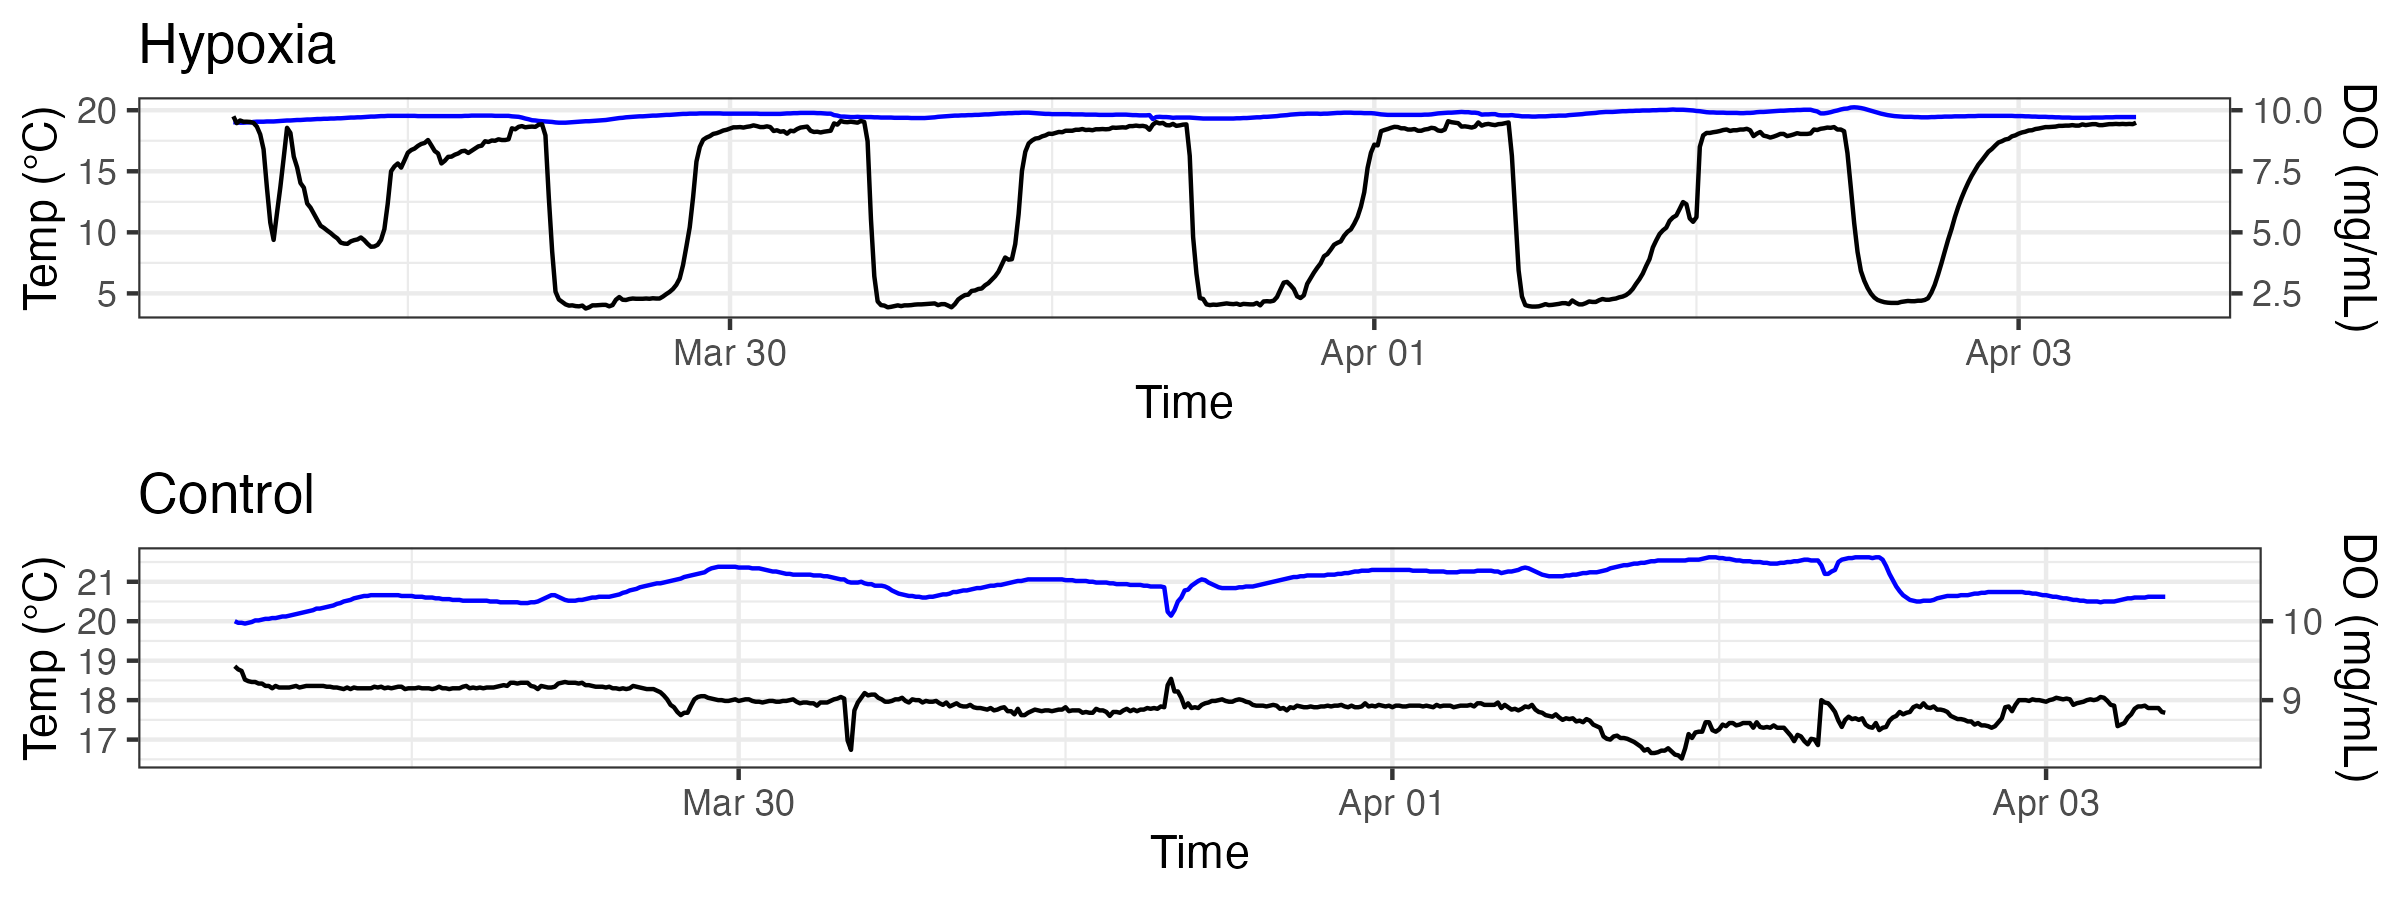 Hypoxia
Temp (°C)
20
15
10
5
10.0
7.5
5.0
2.5
DO (mg/mL)
Mar 30 Apr 01 Apr 03
Time
Control
Temp (°C)
21
20
19
18
17
10
9
DO (mg/mL)
Mar 30 Apr 01 Apr 03
Time